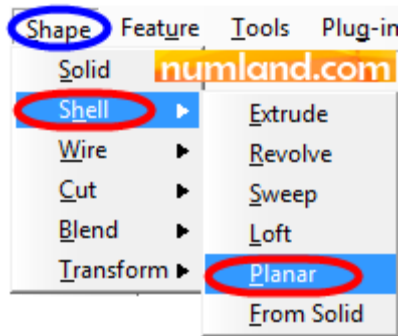 Shape Feature Tools Plug-in
Solid numland.com
Shell
Extrude
Wire
Revolve
Cut
Sweep
Blend
Loft
Transform
Planar
From Solid